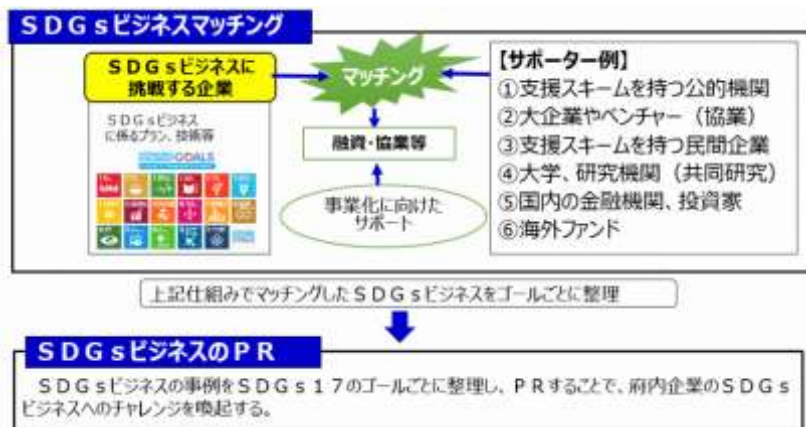 ＳＤＧｓビジネスマッチング
ＳＤＧｓビジネスに
挑戦する企業
ＳＤＧｓビジネス
に係るプラン、技術等
GOALS
マッチング
融資・協業等
事業化に向けた
サポート
【サポーター例】
①支援スキームを持つ公的機関
②大企業やベンチャー（協業）
③支援スキームを持つ民間企業
④大学、研究機関（共同研究）
⑤国内の金融機関、投資家
⑥海外ファンド
上記仕組みでマッチングしたＳＤＧｓビジネスをゴールごとに整理
ＳＤＧｓビジネスのＰＲ
ＳＤＧｓビジネスの事例をＳＤＧｓ１７のゴールごとに整理し、ＰＲすることで、府内企業のＳＤＧｓ
ビジネスへのチャレンジを喚起する。